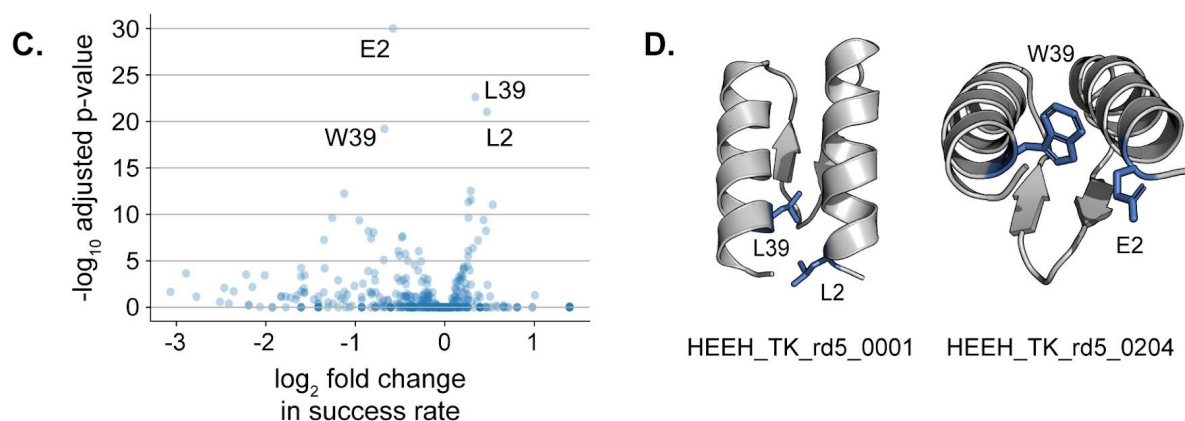 C.
-log₁₀ adjusted p-value
30
25
20
15
10
5
0
E2
L39
L2
W39
-3
-2
-1
0
1
log₂ fold change
in success rate
D.
L39
L2
HEEH_TK_rd5_0001
W39
E2
HEEH_TK_rd5_0204